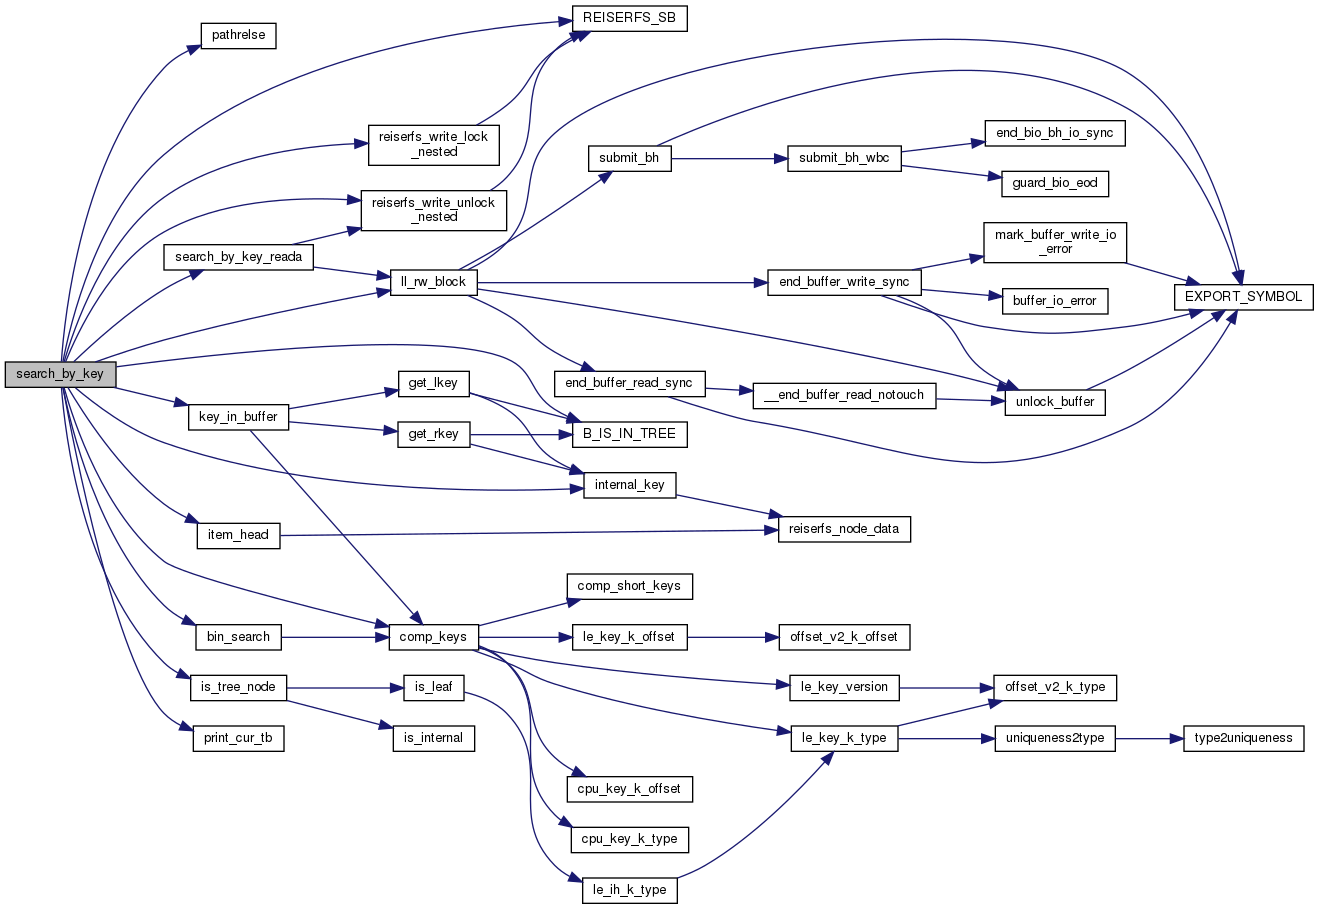 REISERFS_SB
pathrelse
reiserfs_write_lock
_nested
end_bio_bh_io_sync
submit_bh
submit_bh_wbc
guard_bio_eod
reiserfs_write_unlock
_nested
mark_buffer_write_io
_error
search_by_key_reada
ll_rw_block
end_buffer_write_sync
buffer_io_error
EXPORT_SYMBOL
search_by_key
get_lkey
end_buffer_read_sync
__end_buffer_read_notouch
unlock_buffer
key_in_buffer
get_rkey
B_IS_IN_TREE
internal_key
item_head
reiserfs_node_data
comp_short_keys
bin_search
comp_keys
le_key_k_offset
offset_v2_k_offset
is_tree_node
is_leaf
le_key_version
offset_v2_k_type
print_cur_tb
is_internal
le_key_k_type
uniqueness2type
type2uniqueness
cpu_key_k_offset
cpu_key_k_type
le_ih_k_type